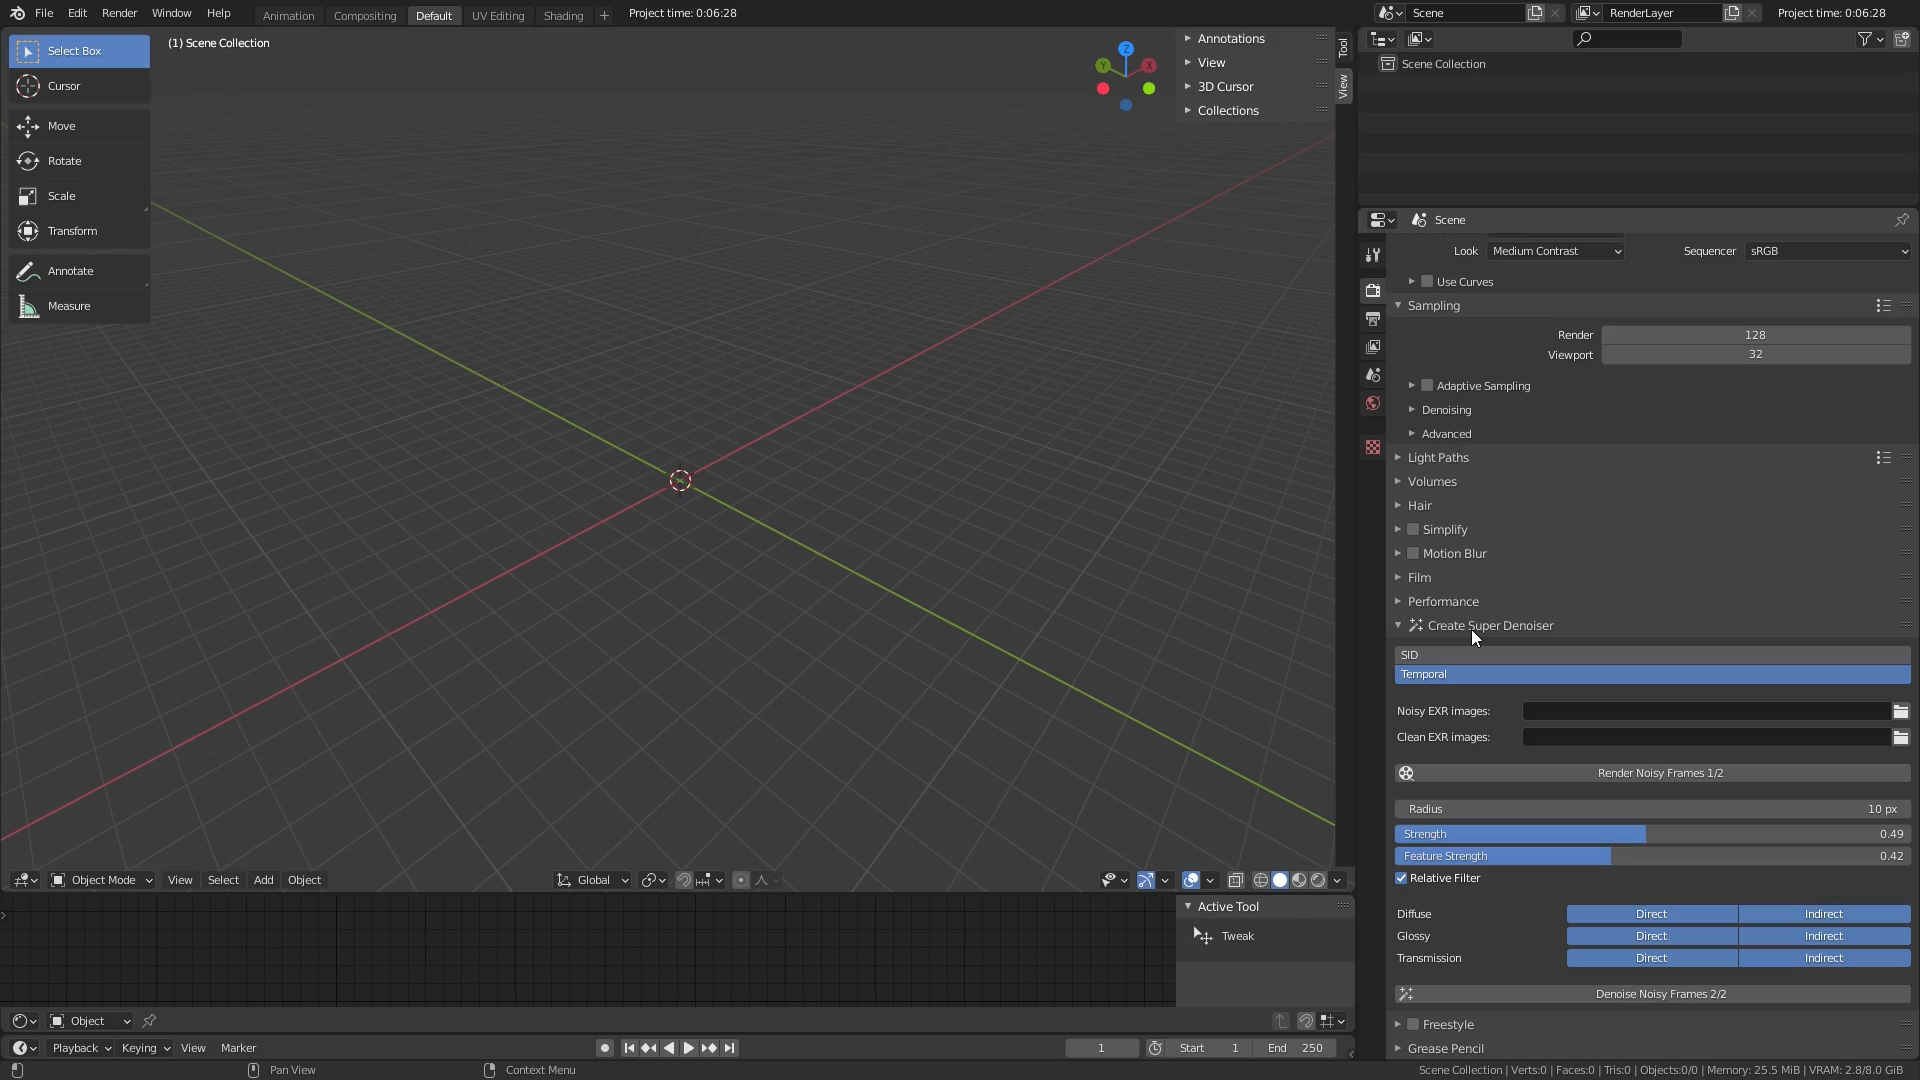 File Edit Render Window Help Animation Compositing Default UV Editing Shading + Project time: 0:06:28 Scene RenderLayer Project time: 0:06:28
Select Box
Cursor
Move
Rotate
Scale
Transform
Annotate
Measure
(1) Scene Collection
Z
Y X
Annotations
View
3D Cursor
Collections
Tool
View
Scene Collection
Scene
Look Medium Contrast Sequencer sRGB
Use Curves
Sampling
Render 128
Viewport 32
Adaptive Sampling
Denoising
Advanced
Light Paths
Volumes
Hair
Simplify
Motion Blur
Film
Performance
Create Super Denoiser
SID
Temporal
Noisy EXR images:
Clean EXR images:
Render Noisy Frames 1/2
Radius 10 px
Strength 0.49
Feature Strength 0.42
Relative Filter
Diffuse Direct Indirect
Glossy Direct Indirect
Transmission Direct Indirect
Denoise Noisy Frames 2/2
Freestyle
Grease Pencil
Object Mode View Select Add Object Global
Active Tool
Tweak
Object
Playback Keying View Marker 1 Start 1 End 250
Pan View Context Menu Scene Collection | Verts:0 | Faces:0 | Tris:0 | Objects:0/0 | Memory: 25.5 MiB | VRAM: 2.8/8.0 GiB